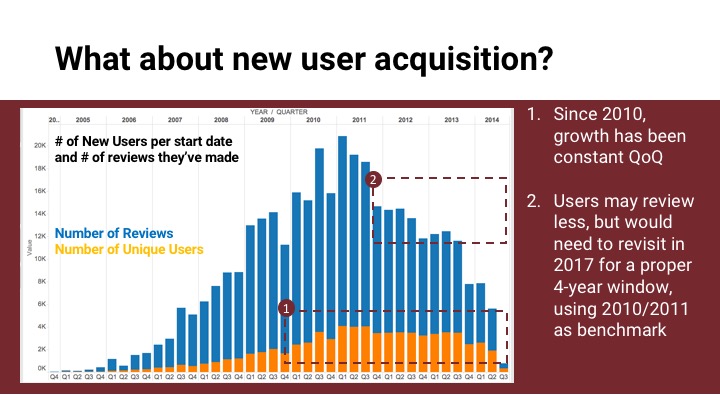 What about new user acquisition?
YEAR / QUARTER
20.. 2005 2006 2007 2008 2009 2010 2011 2012 2013 2014
# of New Users per start date
and # of reviews they've made
Number of Reviews
Number of Unique Users
Value
20K
18K
16K
14K
12K
10K
8K
6K
4K
2K
0K
2
1
Q4 Q1 Q2 Q3 Q4 Q1 Q2 Q3 Q4 Q1 Q2 Q3 Q4 Q1 Q2 Q3 Q4 Q1 Q2 Q3 Q4 Q1 Q2 Q3 Q4 Q1 Q2 Q3 Q4 Q1 Q2 Q3 Q4 Q1 Q2 Q3 Q4 Q1 Q2 Q3
1. Since 2010,
growth has been
constant QoQ
2. Users may review
less, but would
need to revisit in
2017 for a proper
4-year window,
using 2010/2011
as benchmark